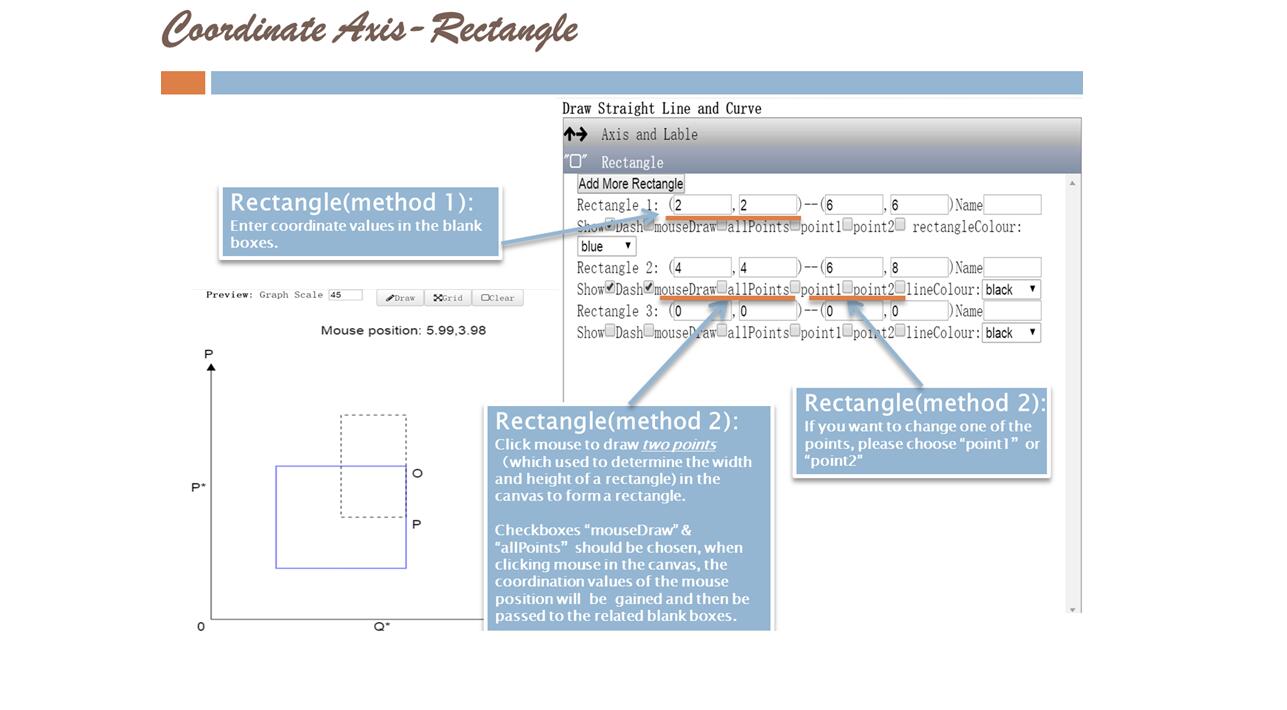 Coordinate Axis-Rectangle
Draw Straight Line and Curve
Axis and Lable
"□" Rectangle
Add More Rectangle
Rectangle 1: (2 ,2 )--(6 ,6 )Name
Show Dash mouseDraw allPoints point1 point2 rectangleColour:
blue
Rectangle 2: (4 ,4 )--(6 ,8 )Name
Show Dash mouseDraw allPoints point1 point2 lineColour: black
Rectangle 3: (0 ,0 )--(0 ,0 )Name
Show Dash mouseDraw allPoints point1 point2 lineColour: black
Rectangle(method 1):
Enter coordinate values in the blank
boxes.
Preview: Graph Scale 45 Draw Grid Clear
Mouse position: 5.99,3.98
P
P*
O
P
0
Q*
Rectangle(method 2):
Click mouse to draw two points
（which used to determine the width
and height of a rectangle) in the
canvas to form a rectangle.
Checkboxes “mouseDraw” &
“allPoints” should be chosen, when
clicking mouse in the canvas, the
coordination values of the mouse
position will be gained and then be
passed to the related blank boxes.
Rectangle(method 2):
If you want to change one of the
points, please choose “point1” or
“point2”